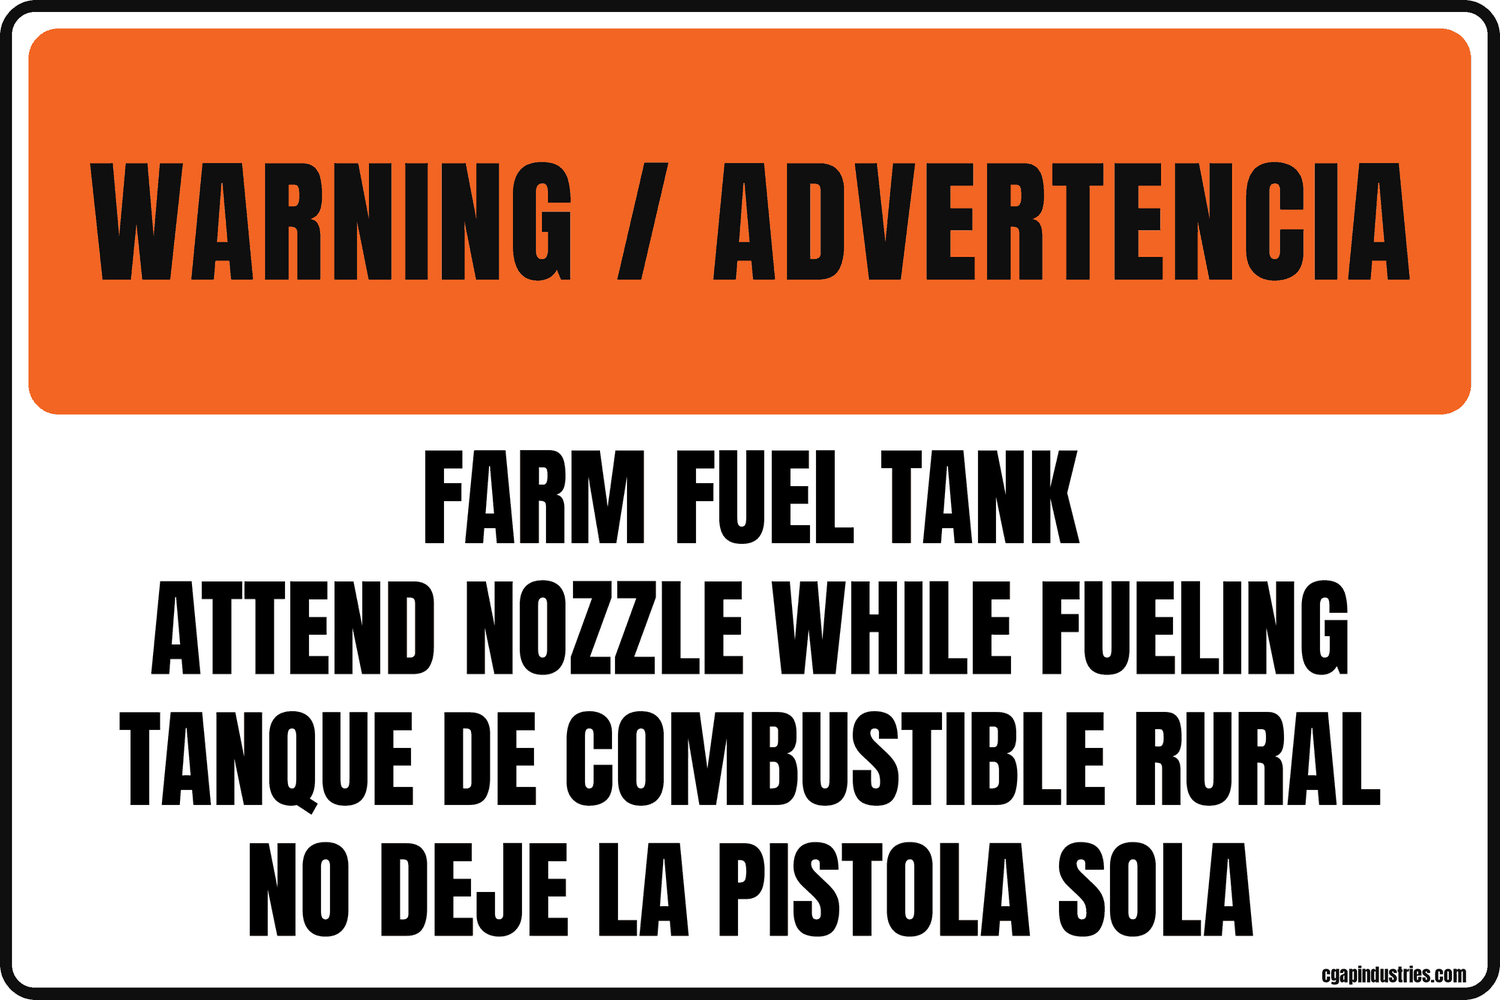 WARNING / ADVERTENCIA
FARM FUEL TANK
ATTEND NOZZLE WHILE FUELING
TANQUE DE COMBUSTIBLE RURAL
NO DEJE LA PISTOLA SOLA
cgapindustries.com